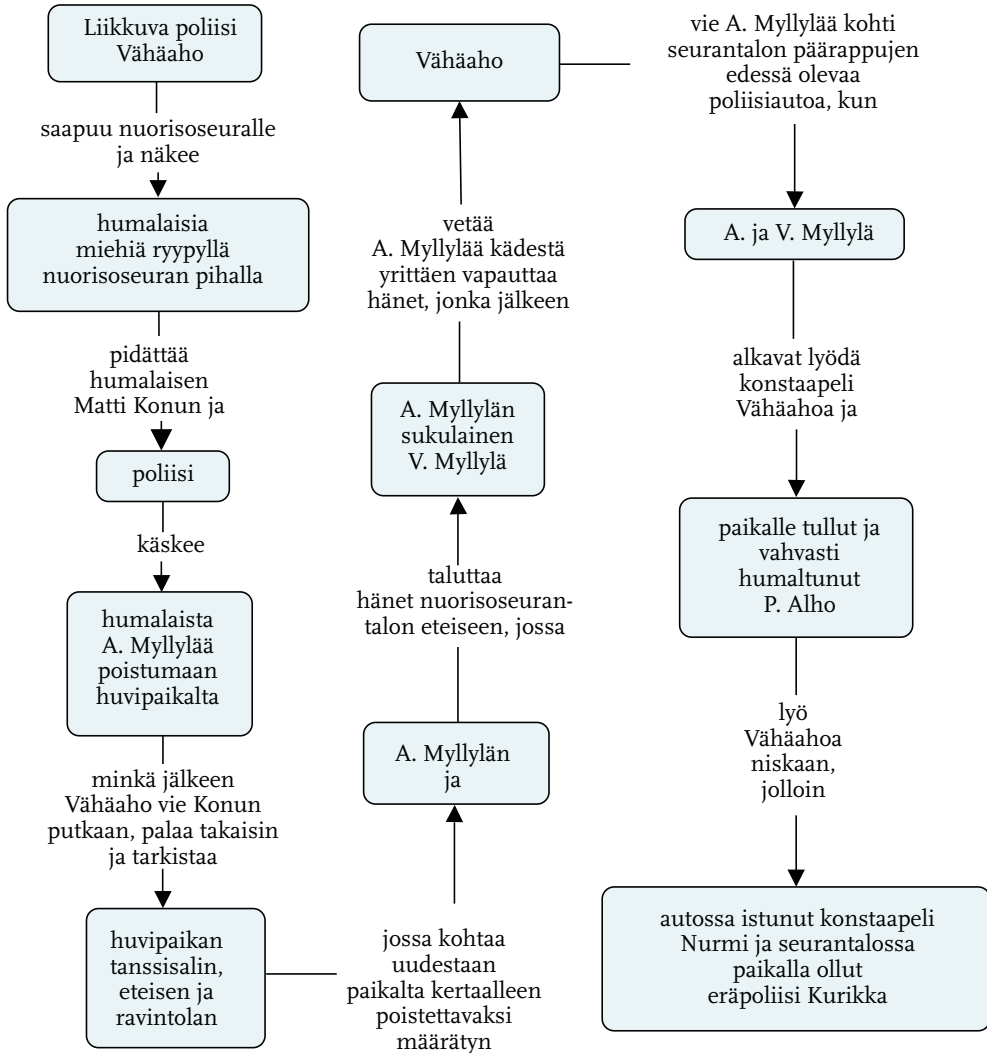 Liikkuva poliisi
Vähäaho
saapuu nuorisoseuralle
ja näkee
humalaisia
miehiä ryypyllä
nuorisoseuran pihalla
pidättää
humalaisen
Matti Konun ja
poliisi
käskee
humalaista
A. Myllylää
poistumaan
huvipaikalta
minkä jälkeen
Vähäaho vie Konun
putkaan, palaa takaisin
ja tarkistaa
huvipaikan
tanssisalin,
eteisen ja
ravintolan
jossa kohtaa
uudestaan
paikalta kertaalleen
poistettavaksi
määrätyn
A. Myllylän
ja
taluttaa
hänet nuorisoseuran-
talon eteiseen, jossa
A. Myllylän
sukulainen
V. Myllylä
vetää
A. Myllylää kädestä
yrittäen vapauttaa
hänet, jonka jälkeen
Vähäaho
vie A. Myllylää kohti
seurantalon päärappujen
edessä olevaa
poliisiautoa, kun
A. ja V. Myllylä
alkavat lyödä
konstaapeli
Vähäahoa ja
paikalle tullut ja
vahvasti
humaltunut
P. Alho
lyö
Vähäahoa
niskaan,
jolloin
autossa istunut konstaapeli
Nurmi ja seurantalossa
paikalla ollut
eräpoliisi Kurikka